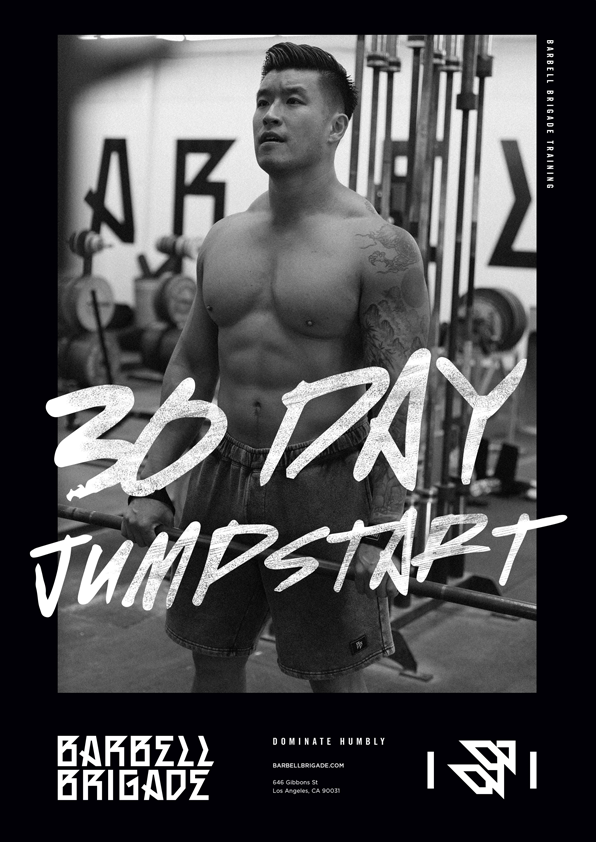 BARBELL BRIGADE TRAINING
30 DAY
JUMPSTART
BARBELL
BRIGADE
DOMINATE HUMBLY
BARBELLBRIGADE.COM
646 Gibbons St
Los Angeles, CA 90031